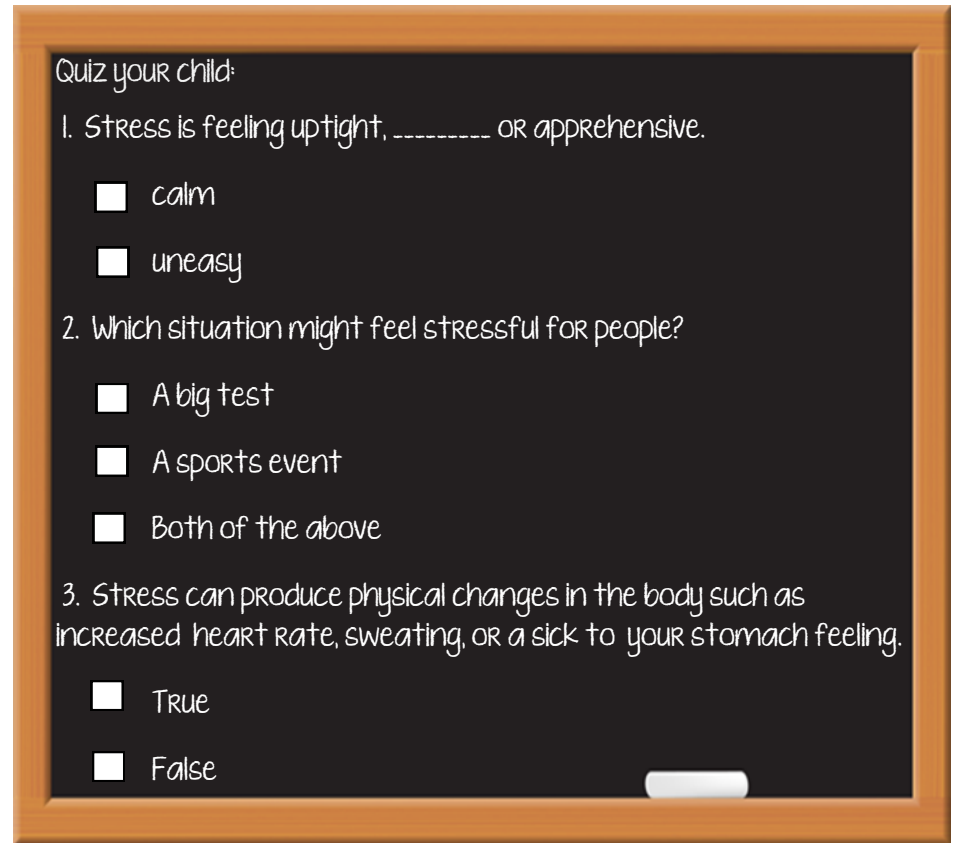 Quiz your child:
1. Stress is feeling uptight, _________ or apprehensive.
calm
uneasy
2. Which situation might feel stressful for people?
A big test
A sports event
Both of the above
3. Stress can produce physical changes in the body such as
increased heart rate, sweating, or a sick to your stomach feeling.
True
False